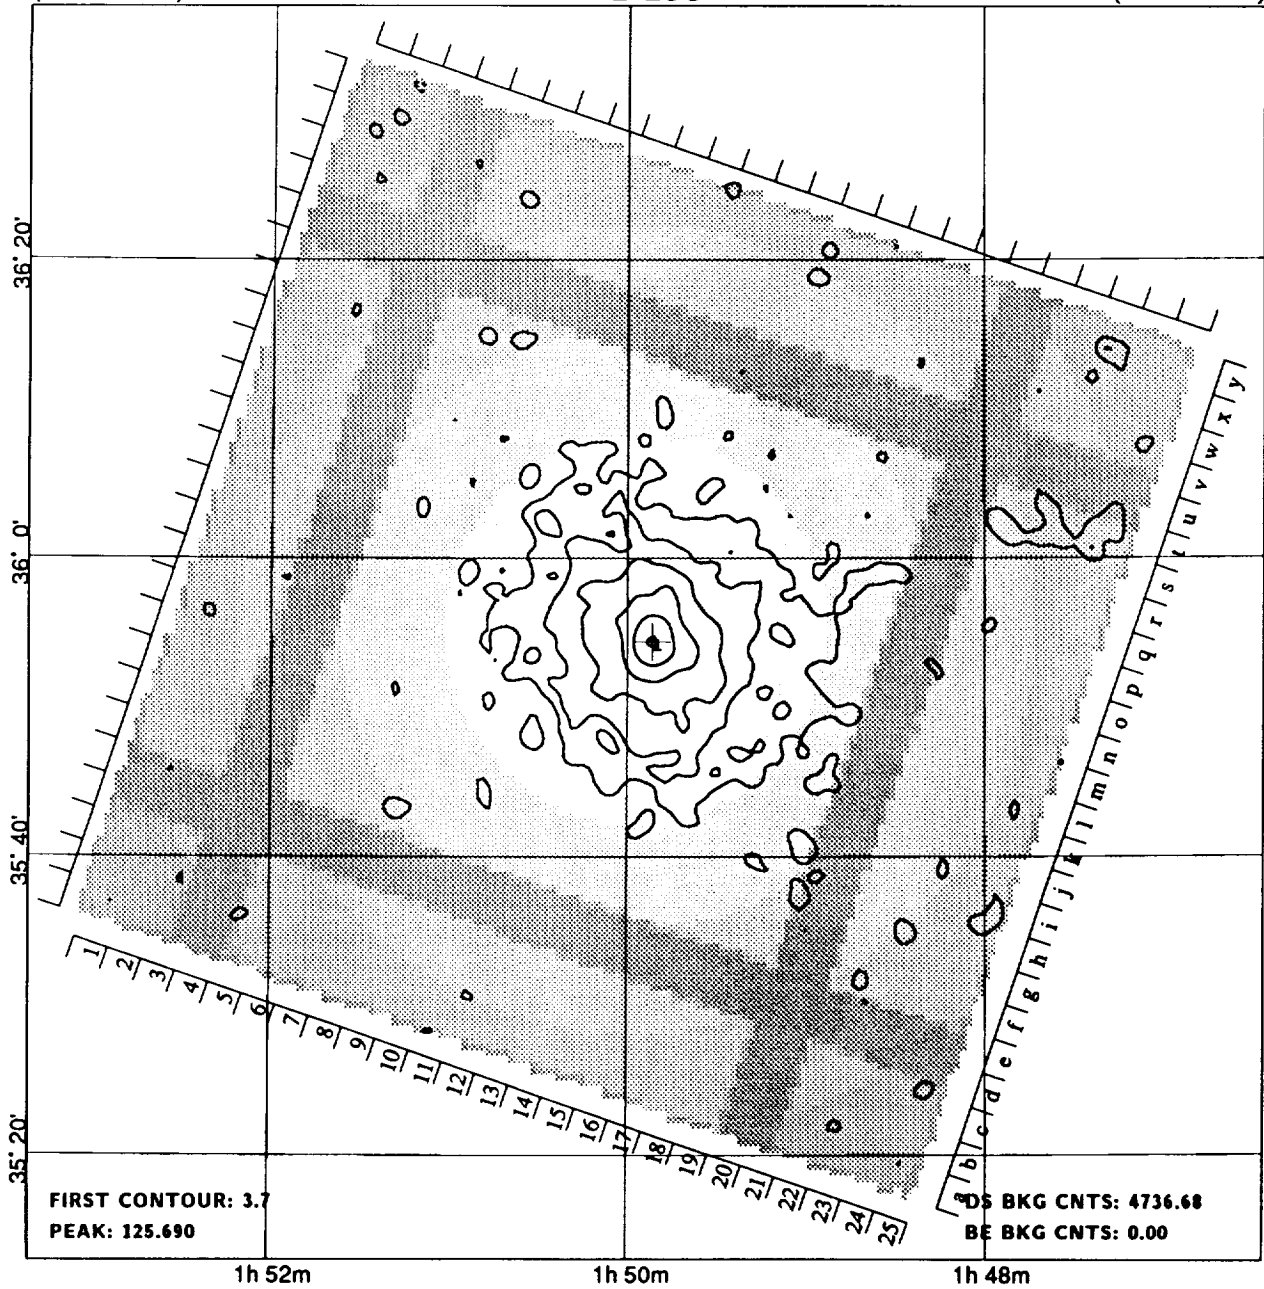 36° 20'
36° 0'
35° 40'
35° 20'
1 2 3 4 5 6 7 8 9 10 11 12 13 14 15 16 17 18 19 20 21 22 23 24 25
a b c d e f g h i j k l m n o p q r s t u v w x y
FIRST CONTOUR: 3.7
PEAK: 125.690
DS BKG CNTS: 4736.68
BE BKG CNTS: 0.00
1h 52m
1h 50m
1h 48m